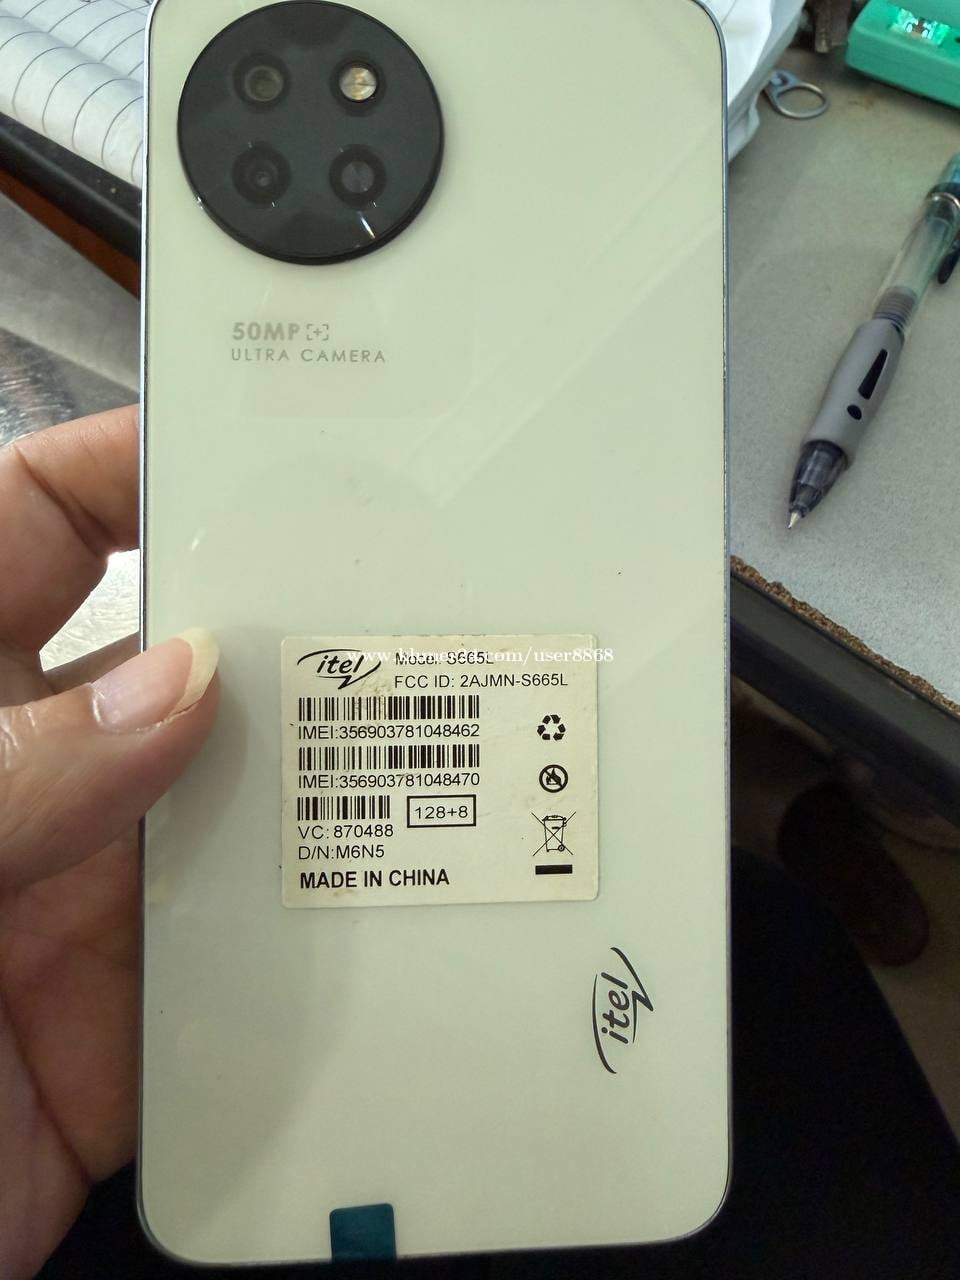 50MP
ULTRA CAMERA
www.khmer24.com/user8868
itel
Model: S665L
FCC ID: 2AJMN-S665L
IMEI:356903781048462
IMEI:356903781048470
128+8
VC: 870488
D/N:M6N5
MADE IN CHINA
itel